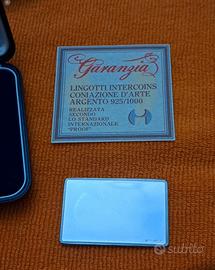 Garanzia
LINGOTTI INTERCOINS
CONIAZIONE D'ARTE
ARGENTO 925/1000
REALIZZATA
SECONDO
LO STANDARD
INTERNAZIONALE
"PROOF"
subito